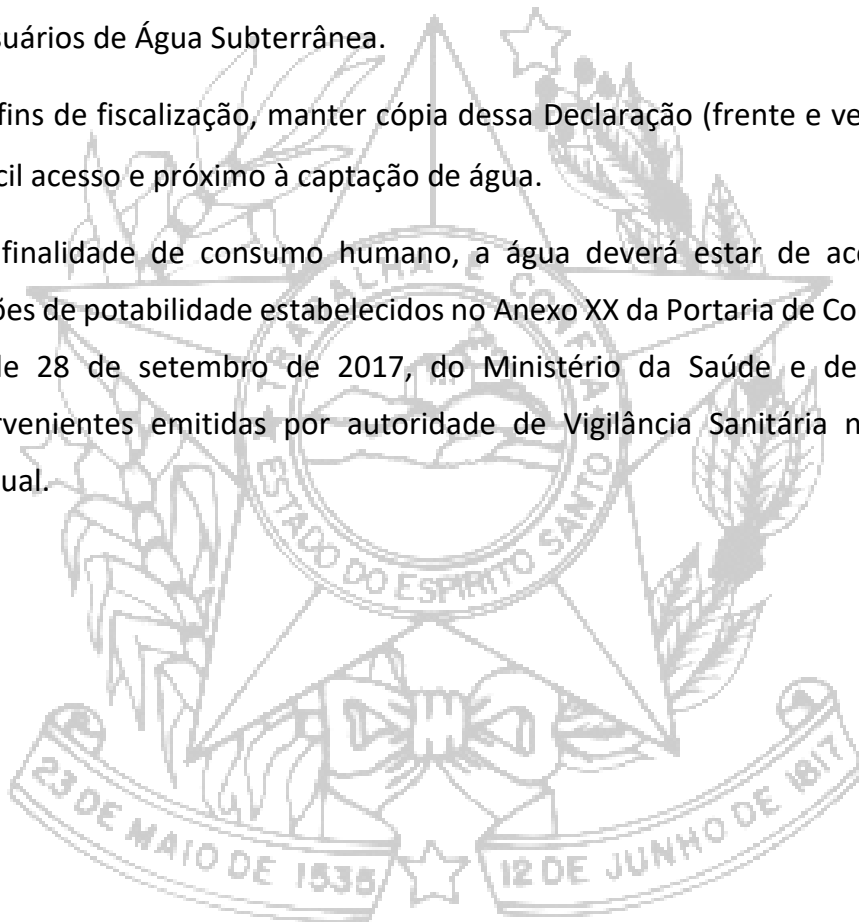 suários de Água Subterrânea.
fins de fiscalização, manter cópia dessa Declaração (frente e ve
cil acesso e próximo à captação de água.
finalidade de consumo humano, a água deverá estar de ac
ões de potabilidade estabelecidos no Anexo XX da Portaria de Co
de 28 de setembro de 2017, do Ministério da Saúde e de
rvenientes emitidas por autoridade de Vigilância Sanitária n
ual.
TRABALHA E CONFIA
ESTADO DO ESPIRITO SANTO
23 DE MAIO DE 1535
12 DE JUNHO DE 1817